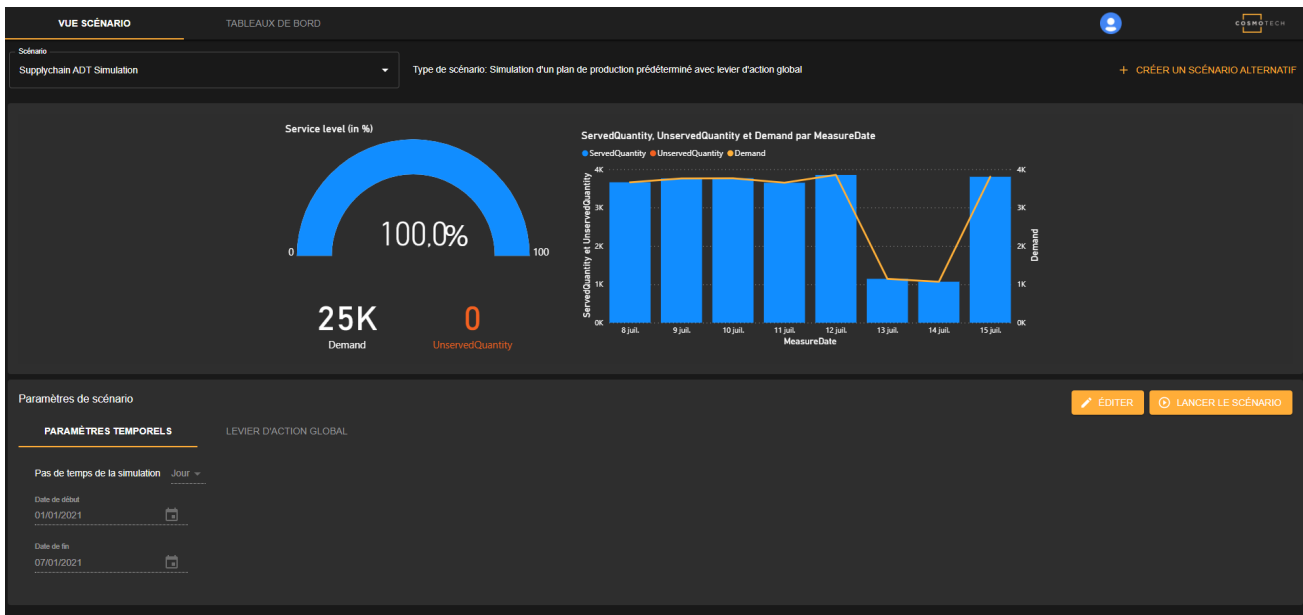 VUE SCÉNARIO
TABLEAUX DE BORD
COSMOTECH
Scénario
Supplychain ADT Simulation
Type de scénario: Simulation d'un plan de production prédéterminé avec levier d'action global
+ CRÉER UN SCÉNARIO ALTERNATIF
Service level (in %)
100,0%
0
100
25K
Demand
0
UnservedQuantity
ServedQuantity, UnservedQuantity et Demand par MeasureDate
ServedQuantity UnservedQuantity Demand
ServedQuantity et UnservedQuantity
4K
3K
2K
1K
0K
4K
3K
2K
1K
0K
Demand
8 juil. 9 juil. 10 juil. 11 juil. 12 juil. 13 juil. 14 juil. 15 juil.
MeasureDate
Paramètres de scénario
ÉDITER
LANCER LE SCÉNARIO
PARAMÈTRES TEMPORELS
LEVIER D'ACTION GLOBAL
Pas de temps de la simulation Jour
Date de début
01/01/2021
Date de fin
07/01/2021